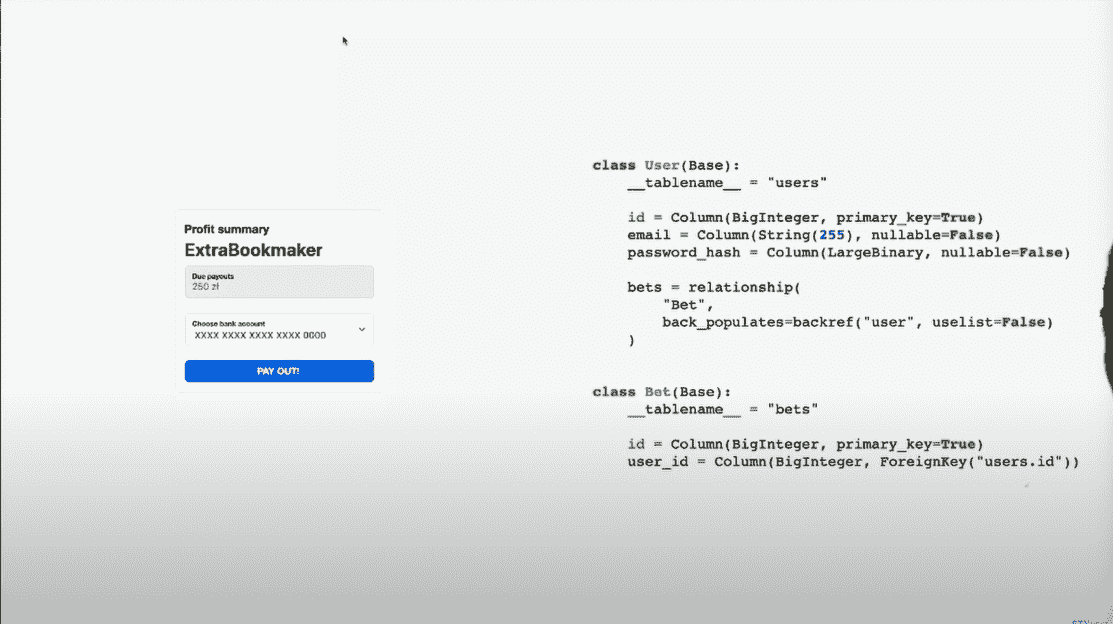 Profit summary
ExtraBookmaker
Due payouts
250 zł
Choose bank account
XXXX XXXX XXXX XXXX 0000
PAY OUT!
class User(Base):
    __tablename__ = "users"
    id = Column(BigInteger, primary_key=True)
    email = Column(String(255), nullable=False)
    password_hash = Column(LargeBinary, nullable=False)
    bets = relationship(
        "Bet",
        back_populates=backref("user", uselist=False)
    )
class Bet(Base):
    __tablename__ = "bets"
    id = Column(BigInteger, primary_key=True)
    user_id = Column(BigInteger, ForeignKey("users.id"))